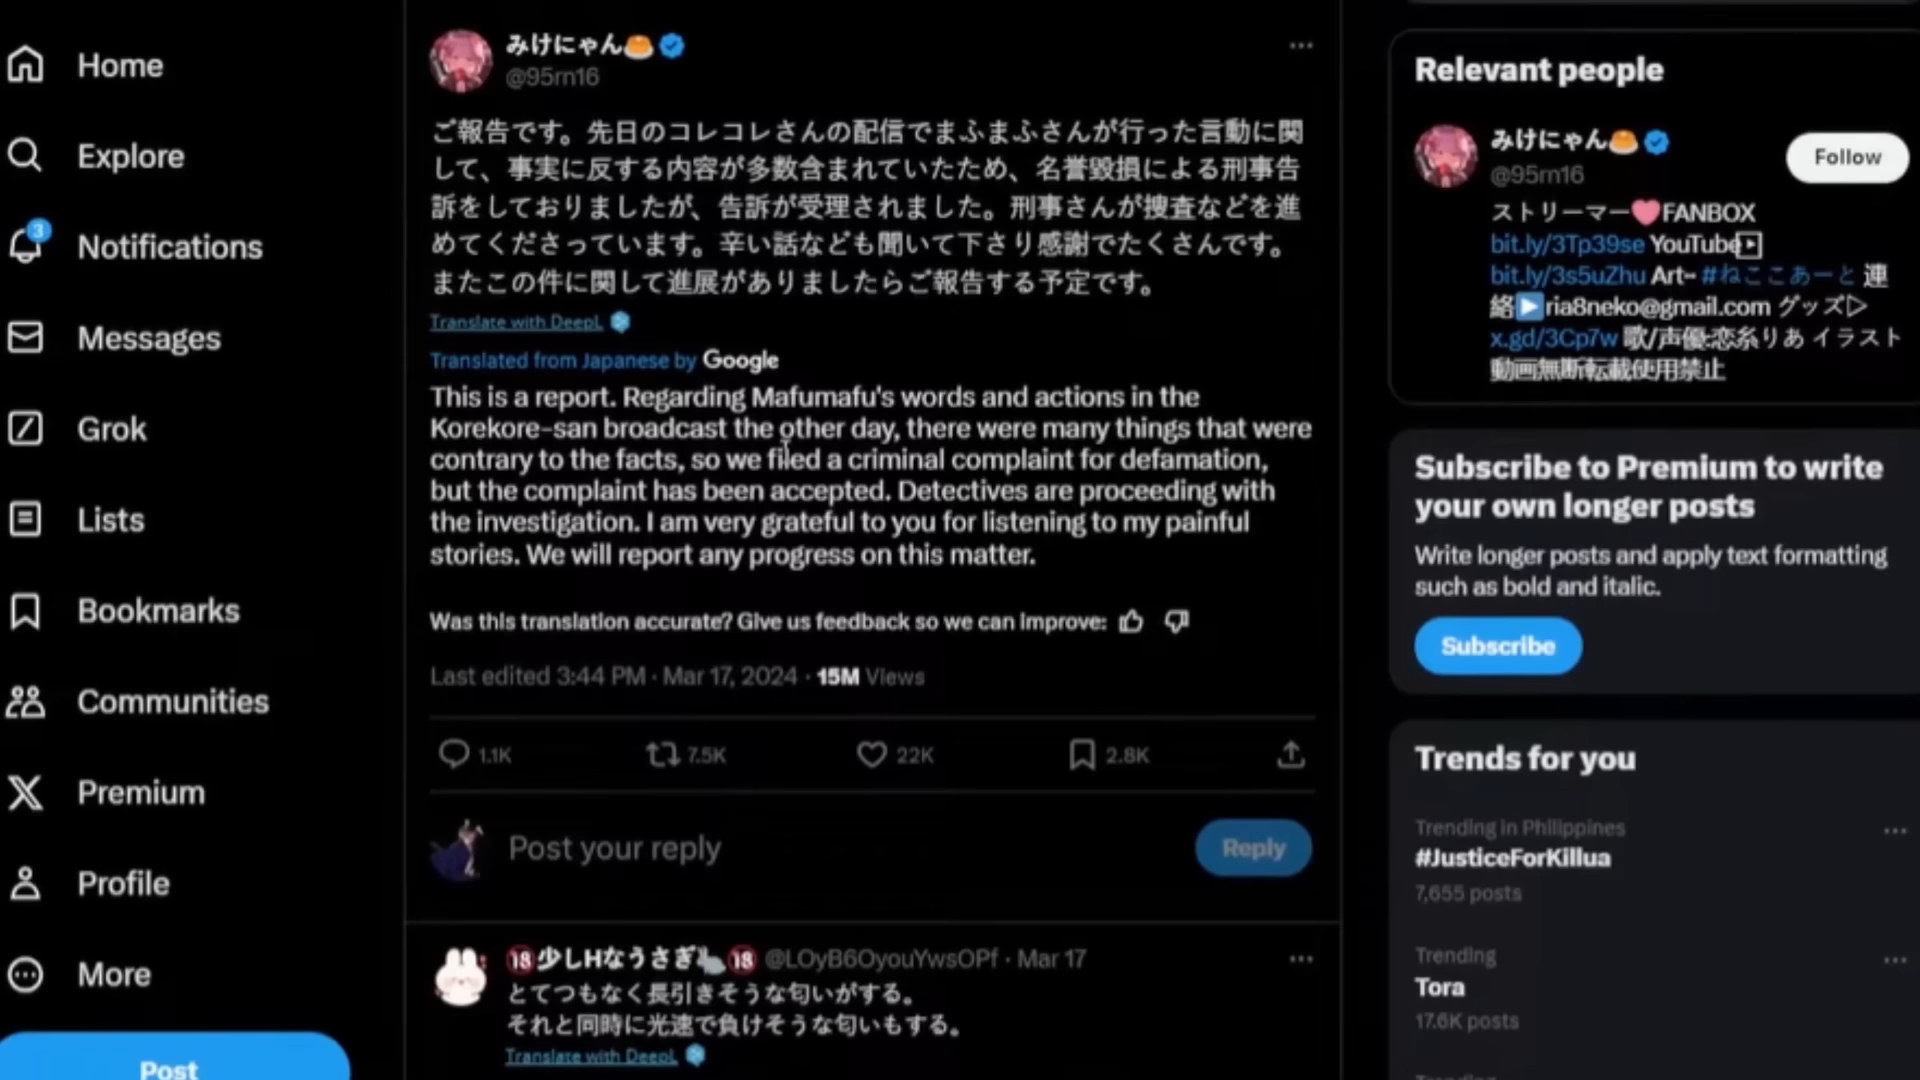 Home
Explore
3
Notifications
Messages
Grok
Lists
Bookmarks
Communities
Premium
Profile
More
Post
みけにゃん🍮
@95rn16
ご報告です。先日のコレコレさんの配信でまふまふさんが行った言動に関
して、事実に反する内容が多数含まれていたため、名誉毀損による刑事告
訴をしておりましたが、告訴が受理されました。刑事さんが捜査などを進
めてくださっています。辛い話なども聞いて下さり感謝でたくさんです。
またこの件に関して進展がありましたらご報告する予定です。
Translate with DeepL
Translated from Japanese by Google
This is a report. Regarding Mafumafu's words and actions in the
Korekore-san broadcast the other day, there were many things that were
contrary to the facts, so we filed a criminal complaint for defamation,
but the complaint has been accepted. Detectives are proceeding with
the investigation. I am very grateful to you for listening to my painful
stories. We will report any progress on this matter.
Was this translation accurate? Give us feedback so we can improve:
Last edited 3:44 PM · Mar 17, 2024 · 15M Views
1.1K 7.5K 22K 2.8K
Post your reply
Reply
🔞少しHなうさぎ🐇🔞 @LOyB6OyouYwsOPf · Mar 17
とてつもなく長引きそうな匂いがする。
それと同時に光速で負けそうな匂いもする。
Translate with DeepL
Relevant people
みけにゃん🍮
@95rn16
Follow
ストリーマー❤FANBOX
bit.ly/3Tp39se YouTube
bit.ly/3s5uZhu Art- #ねここあーと 連
絡▶ria8neko@gmail.com グッズ▷
x.gd/3Cp7w 歌/声優:恋糸りあ イラスト
動画無断転載使用禁止
Subscribe to Premium to write
your own longer posts
Write longer posts and apply text formatting
such as bold and italic.
Subscribe
Trends for you
Trending in Philippines
#JusticeForKillua
7,655 posts
Trending
Tora
17.6K posts
Trending